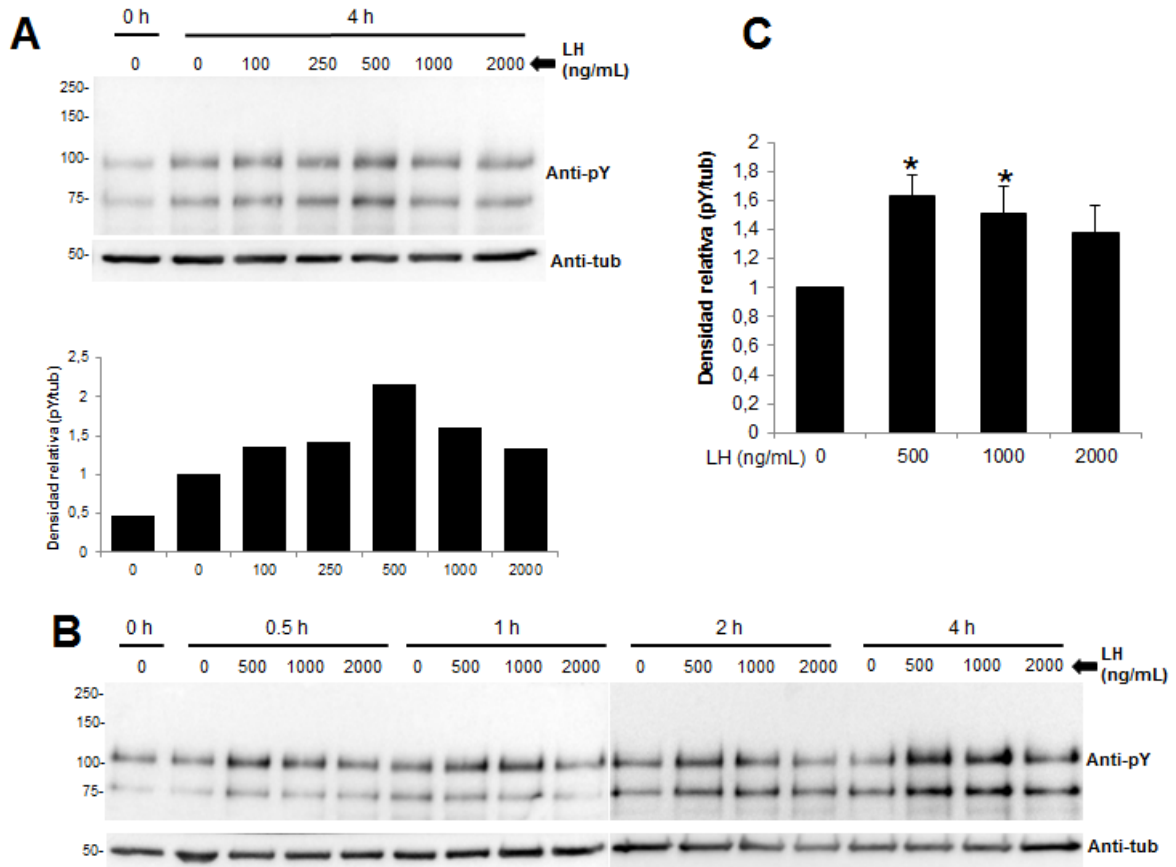 A
0 h 4 h
0 0 100 250 500 1000 2000 LH (ng/mL)
250-
150-
100-
75-
Anti-pY
50-
Anti-tub
Densidad relativa (pY/tub)
2,5
2
1,5
1
0,5
0
0 0 100 250 500 1000 2000
C
Densidad relativa (pY/tub)
2
1,8
1,6
1,4
1,2
1
0,8
0,6
0,4
0,2
0
* *
LH (ng/mL) 0 500 1000 2000
B
0 h 0.5 h 1 h 2 h 4 h
0 0 500 1000 2000 0 500 1000 2000 0 500 1000 2000 0 500 1000 2000 LH (ng/mL)
250-
150-
100-
75-
Anti-pY
50-
Anti-tub